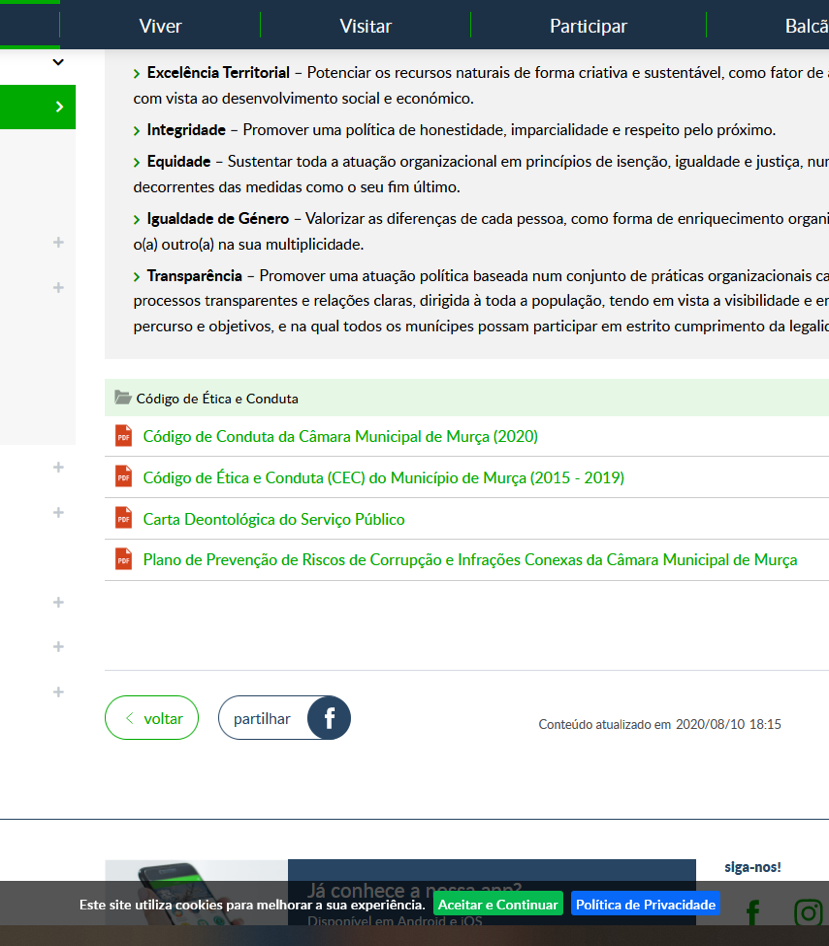 Viver
Visitar
Participar
Balcã
Excelência Territorial – Potenciar os recursos naturais de forma criativa e sustentável, como fator de
com vista ao desenvolvimento social e económico.
Integridade – Promover uma política de honestidade, imparcialidade e respeito pelo próximo.
Equidade – Sustentar toda a atuação organizacional em princípios de isenção, igualdade e justiça, nu
decorrentes das medidas como o seu fim último.
Igualdade de Género – Valorizar as diferenças de cada pessoa, como forma de enriquecimento organi
o(a) outro(a) na sua multiplicidade.
Transparência – Promover uma atuação política baseada num conjunto de práticas organizacionais ca
processos transparentes e relações claras, dirigida à toda a população, tendo em vista a visibilidade e e
percurso e objetivos, e na qual todos os munícipes possam participar em estrito cumprimento da legali
Código de Ética e Conduta
PDF Código de Conduta da Câmara Municipal de Murça (2020)
PDF Código de Ética e Conduta (CEC) do Município de Murça (2015 - 2019)
PDF Carta Deontológica do Serviço Público
PDF Plano de Prevenção de Riscos de Corrupção e Infrações Conexas da Câmara Municipal de Murça
voltar
partilhar
Conteúdo atualizado em 2020/08/10 18:15
siga-nos!
Já conhece a nossa app?
Este site utiliza cookies para melhorar a sua experiência. Aceitar e Continuar Política de Privacidade
Disponível em Android e iOS